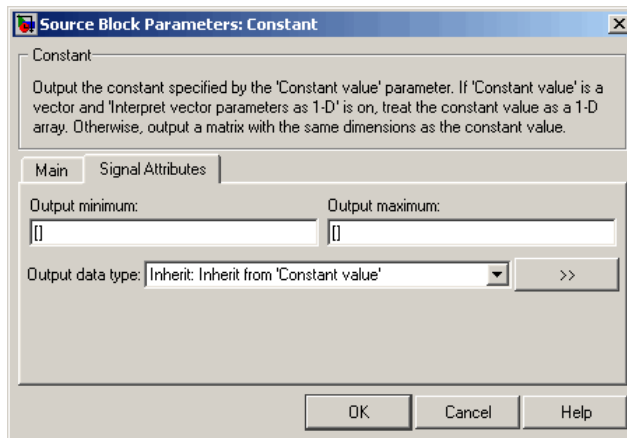 Source Block Parameters: Constant
Constant
Output the constant specified by the 'Constant value' parameter. If 'Constant value' is a
vector and 'Interpret vector parameters as 1-D' is on, treat the constant value as a 1-D
array. Otherwise, output a matrix with the same dimensions as the constant value.
Main Signal Attributes
Output minimum: Output maximum:
[] []
Output data type: Inherit: Inherit from 'Constant value' >>
OK Cancel Help